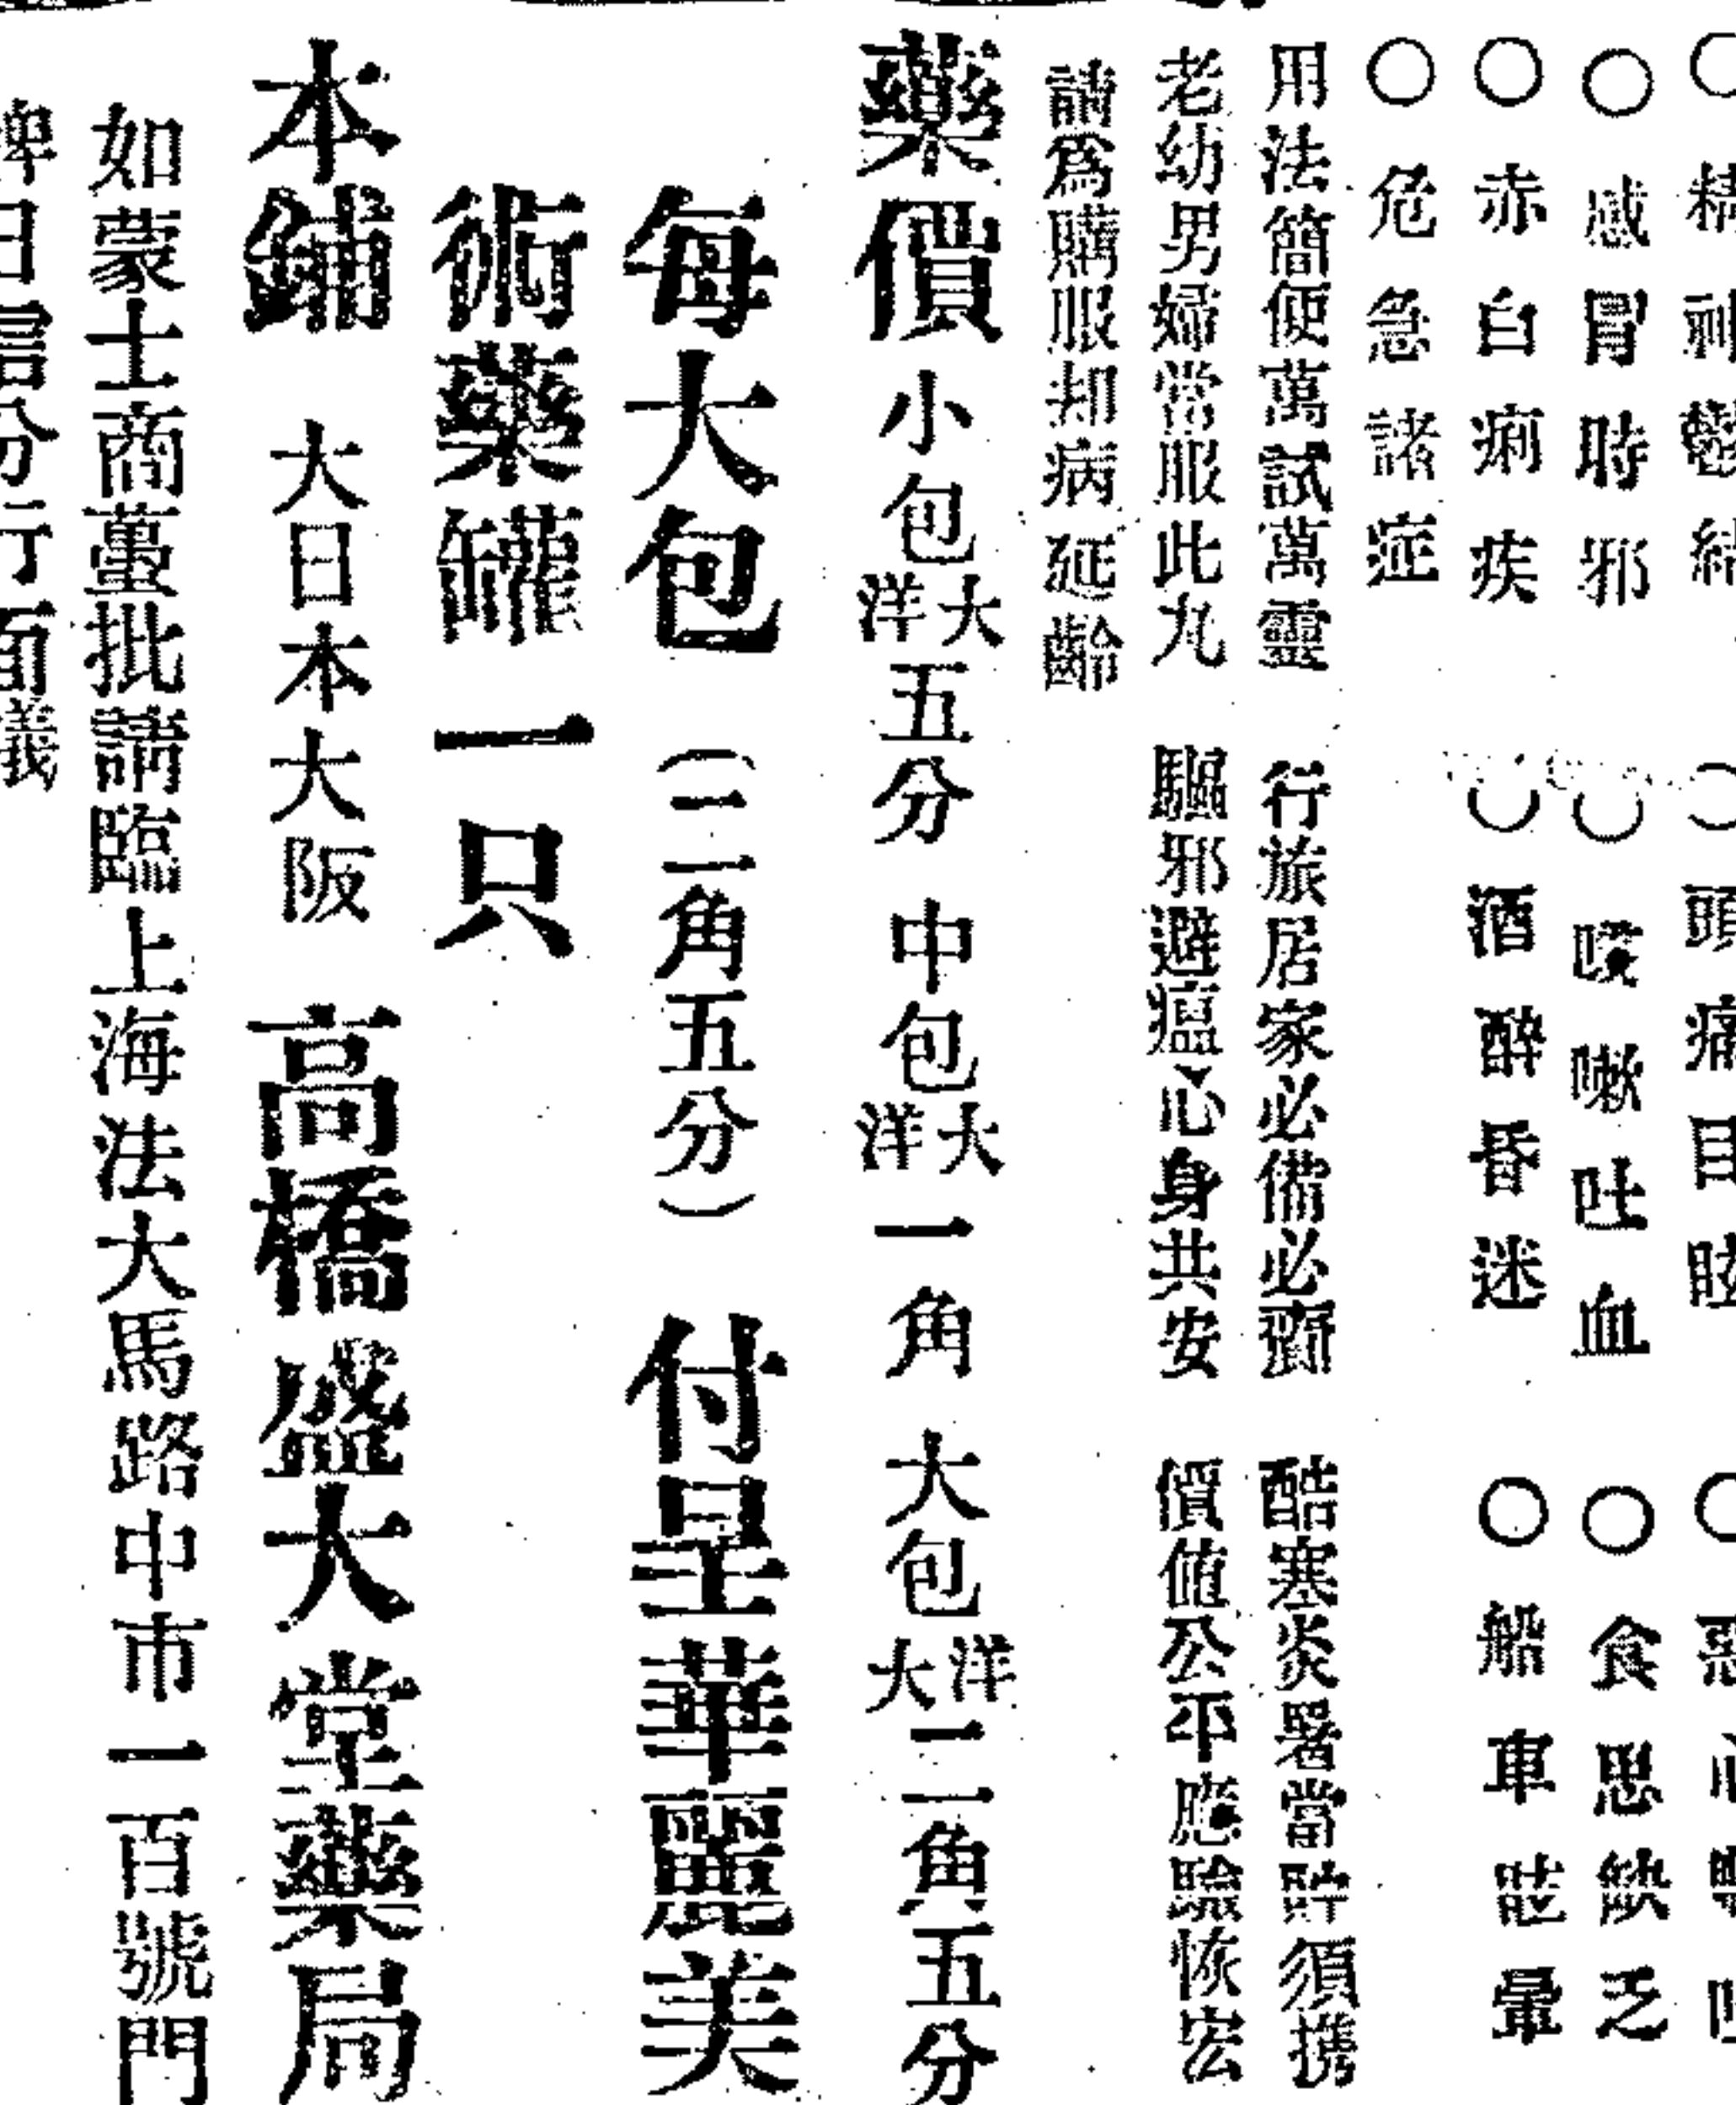 ○頭痛目眩
○感冒時邪　○咳嗽吐血　○食思缺乏
○赤白痢疾　○酒醉昏迷　○船車眩暈
○危急諸症
用法簡便萬試萬靈　行旅居家必備必齎　酷寒炎暑當許須携
老幼男婦常服此丸　驅邪避瘟心身共安　價值公平應驗恢宏
請爲購服却病延齡
藥價　小包大洋五分　中包大洋一角　大包大洋二角五分
每大包（二角五分）　付呈華麗美
術藥罐一只
本鋪　大日本大阪　高橋盛大堂藥局
如蒙士商躉批請臨上海法大馬路中市一百號門
牌日信分行面議